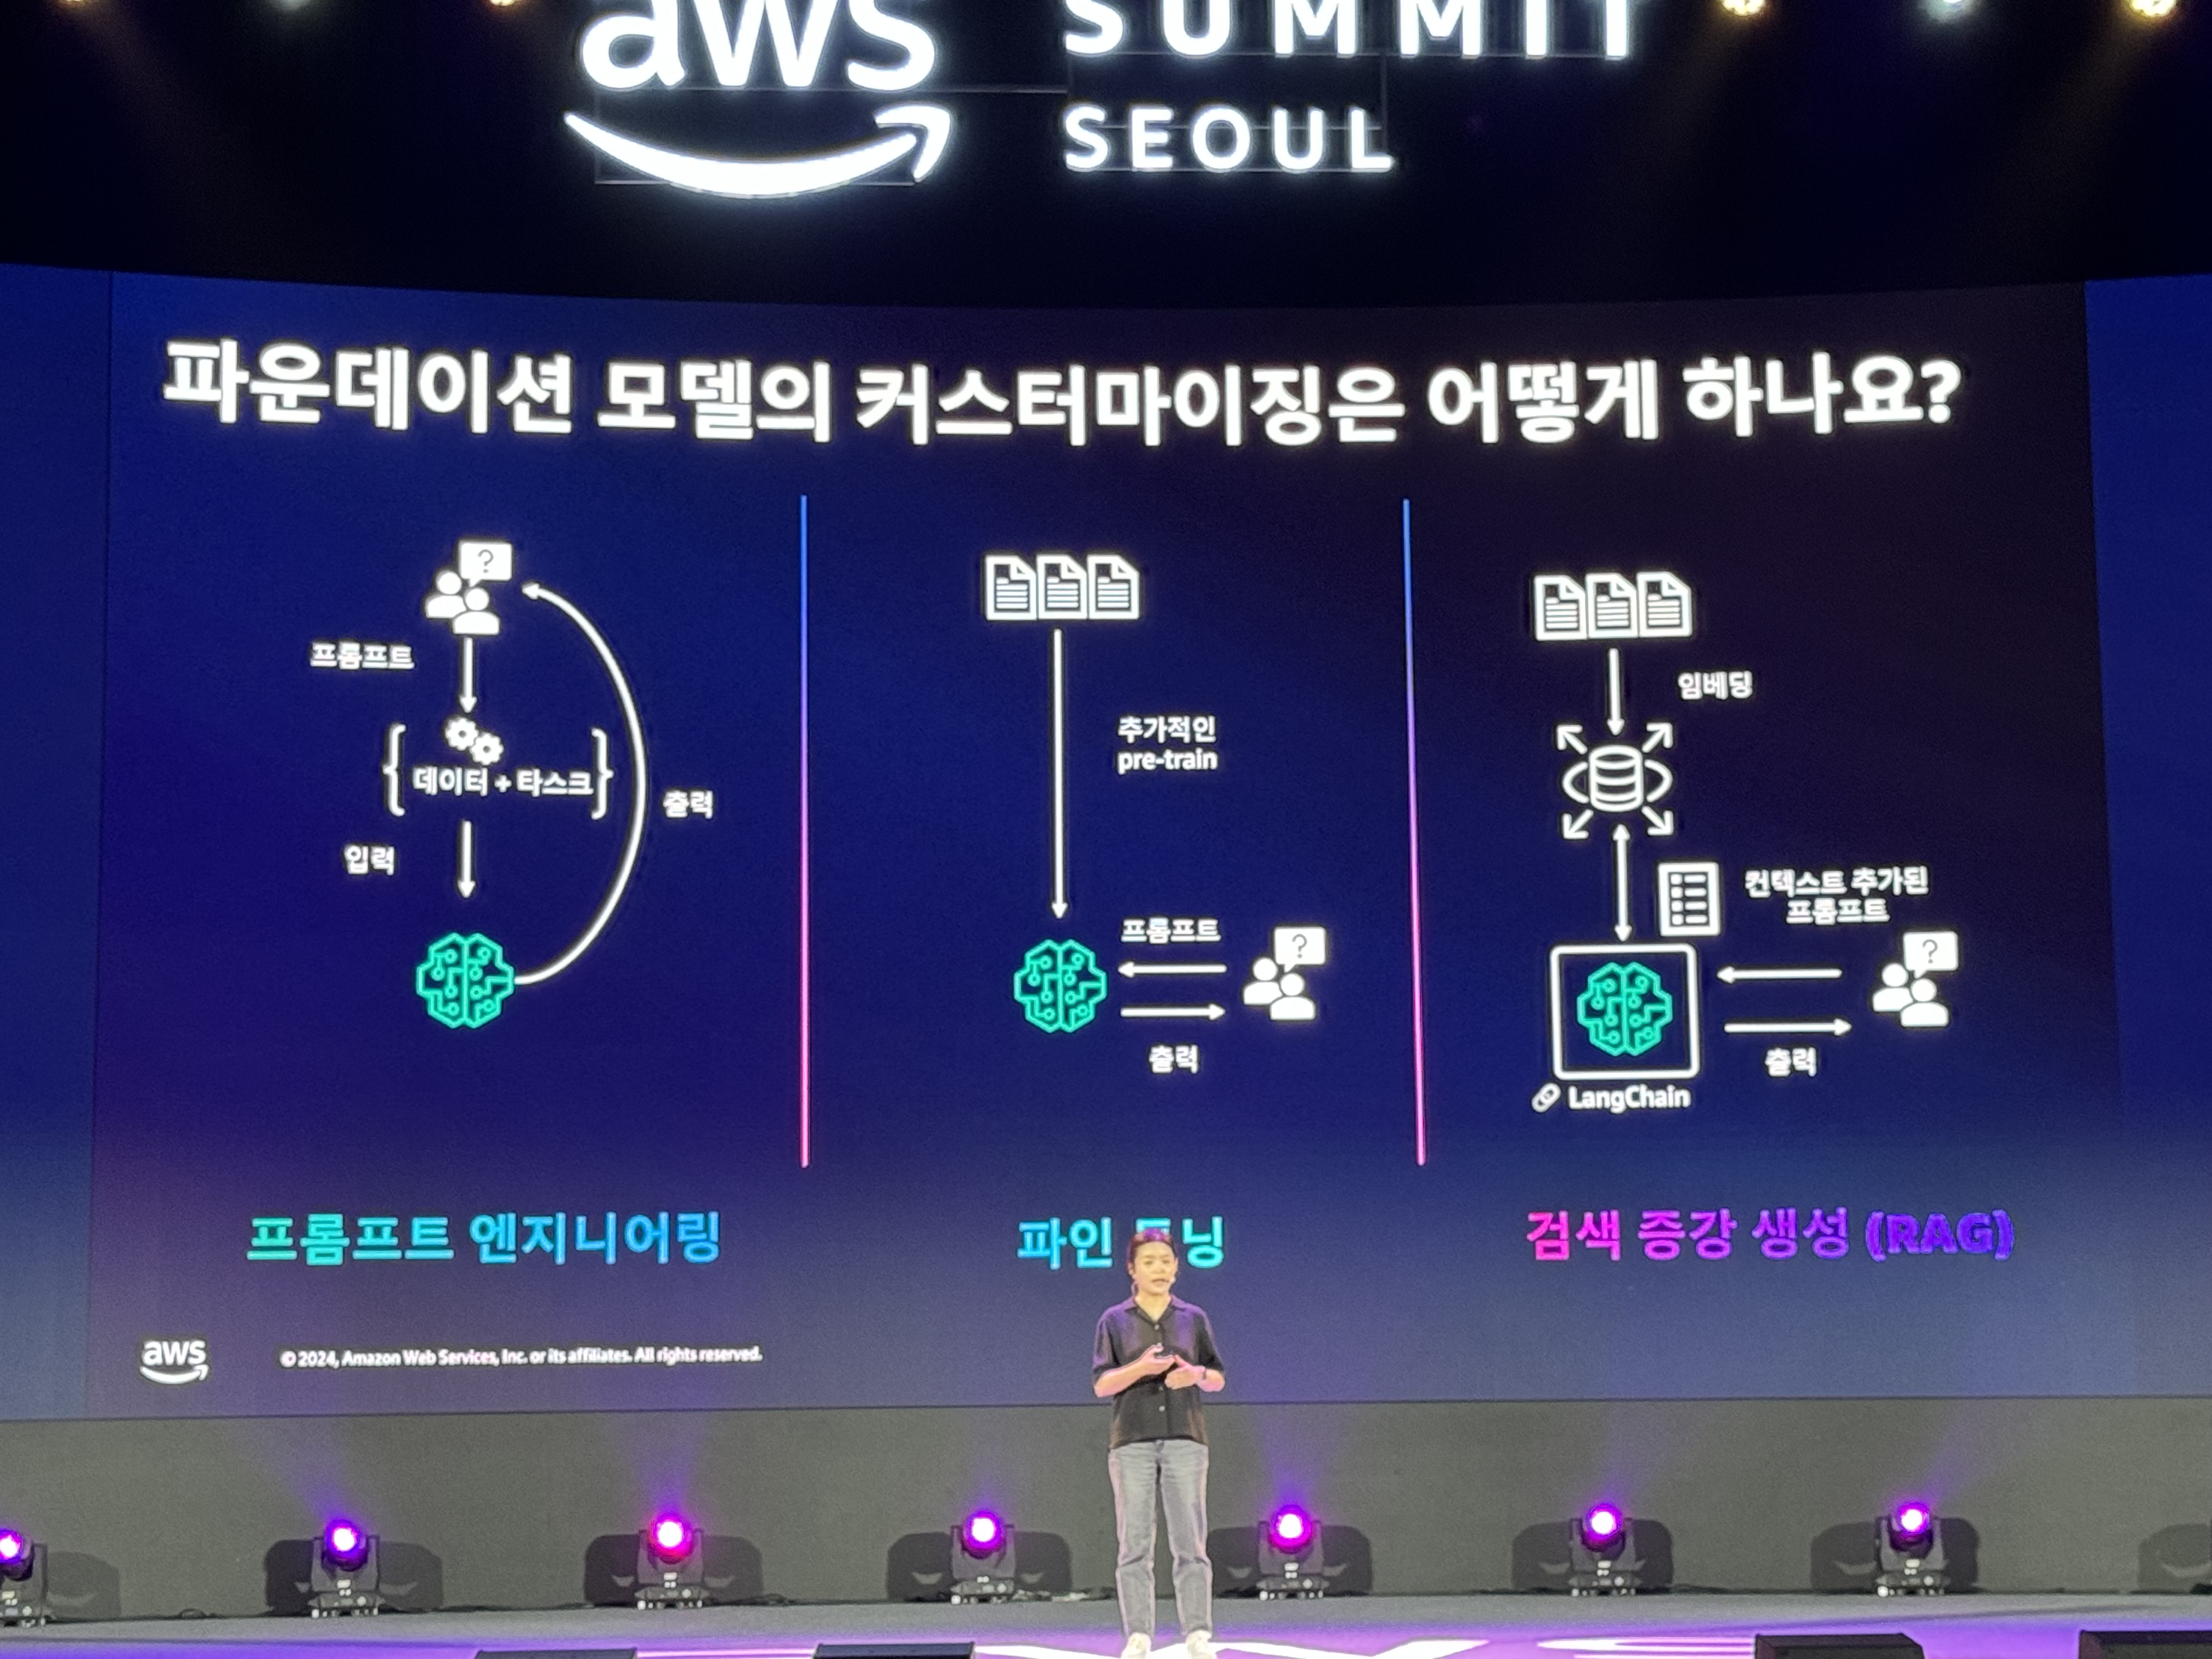 aws SUMMIT
SEOUL
파운데이션 모델의 커스터마이징은 어떻게 하나요?
?
프롬프트
{ 데이터 + 타스크 }
입력
출력
프롬프트 엔지니어링
추가적인
pre-train
프롬프트
?
출력
파인 닝
임베딩
컨텍스트 추가된
프롬프트
?
출력
LangChain
검색 증강 생성 (RAG)
aws
© 2024, Amazon Web Services, Inc. or its affiliates. All rights reserved.